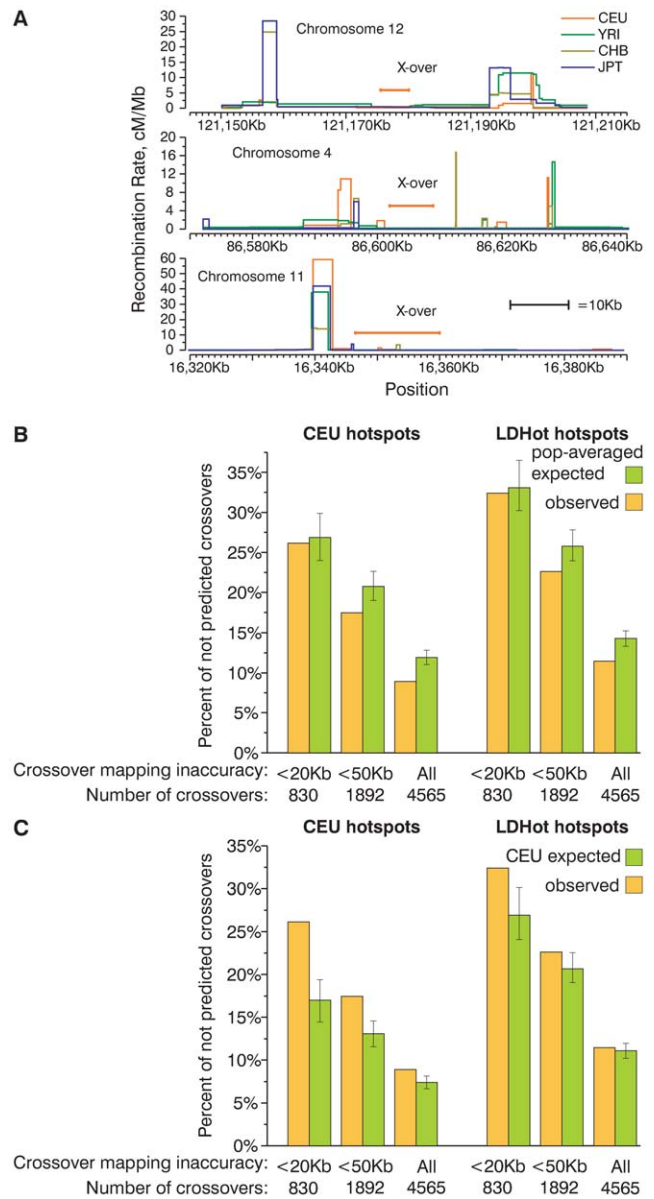 A
Recombination Rate, cM/Mb
Chromosome 12
X-over
CEU
YRI
CHB
JPT
30
25
20
15
10
5
0
121,150Kb 121,170Kb 121,190Kb 121,210Kb
Chromosome 4
X-over
20
16
12
8
4
0
86,580Kb 86,600Kb 86,620Kb 86,640Kb
Chromosome 11
X-over
=10Kb
60
50
40
30
20
10
0
16,320Kb 16,340Kb 16,360Kb 16,380Kb
Position
B
CEU hotspots LDHot hotspots
pop-averaged
expected
observed
Percent of not predicted crossovers
35%
30%
25%
20%
15%
10%
5%
0%
Crossover mapping inaccuracy: <20Kb <50Kb All <20Kb <50Kb All
Number of crossovers: 830 1892 4565 830 1892 4565
C
CEU hotspots LDHot hotspots
CEU expected
observed
Percent of not predicted crossovers
35%
30%
25%
20%
15%
10%
5%
0%
Crossover mapping inaccuracy: <20Kb <50Kb All <20Kb <50Kb All
Number of crossovers: 830 1892 4565 830 1892 4565